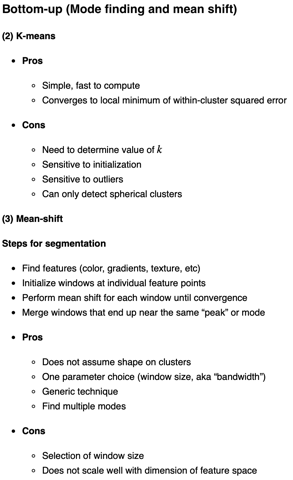 Bottom-up (Mode finding and mean shift)
(2) K-means
• Pros
◦ Simple, fast to compute
◦ Converges to local minimum of within-cluster squared error
• Cons
◦ Need to determine value of k
◦ Sensitive to initialization
◦ Sensitive to outliers
◦ Can only detect spherical clusters
(3) Mean-shift
Steps for segmentation
• Find features (color, gradients, texture, etc)
• Initialize windows at individual feature points
• Perform mean shift for each window until convergence
• Merge windows that end up near the same “peak” or mode
• Pros
◦ Does not assume shape on clusters
◦ One parameter choice (window size, aka “bandwidth”)
◦ Generic technique
◦ Find multiple modes
• Cons
◦ Selection of window size
◦ Does not scale well with dimension of feature space